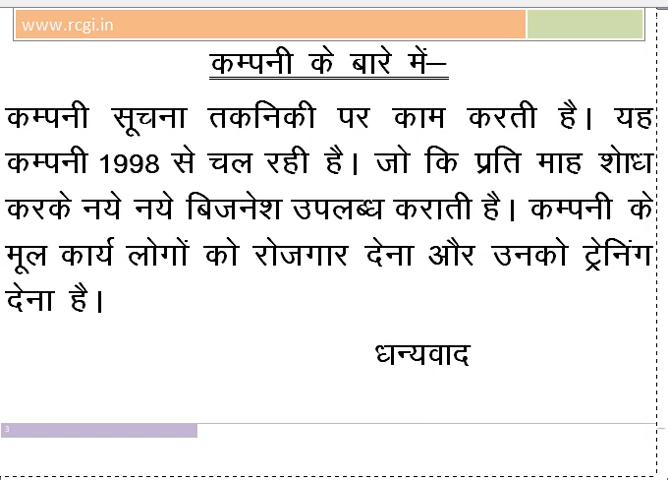 www.rcgi.in
कम्पनी के बारे में–
कम्पनी सूचना तकनिकी पर काम करती है। यह
कम्पनी 1998 से चल रही है। जो कि प्रति माह शेाध
करके नये नये बिजनेश उपलब्ध कराती है। कम्पनी के
मूल कार्य लोगों को रोजगार देना और उनको ट्रेनिंग
देना है।
धन्यवाद
3